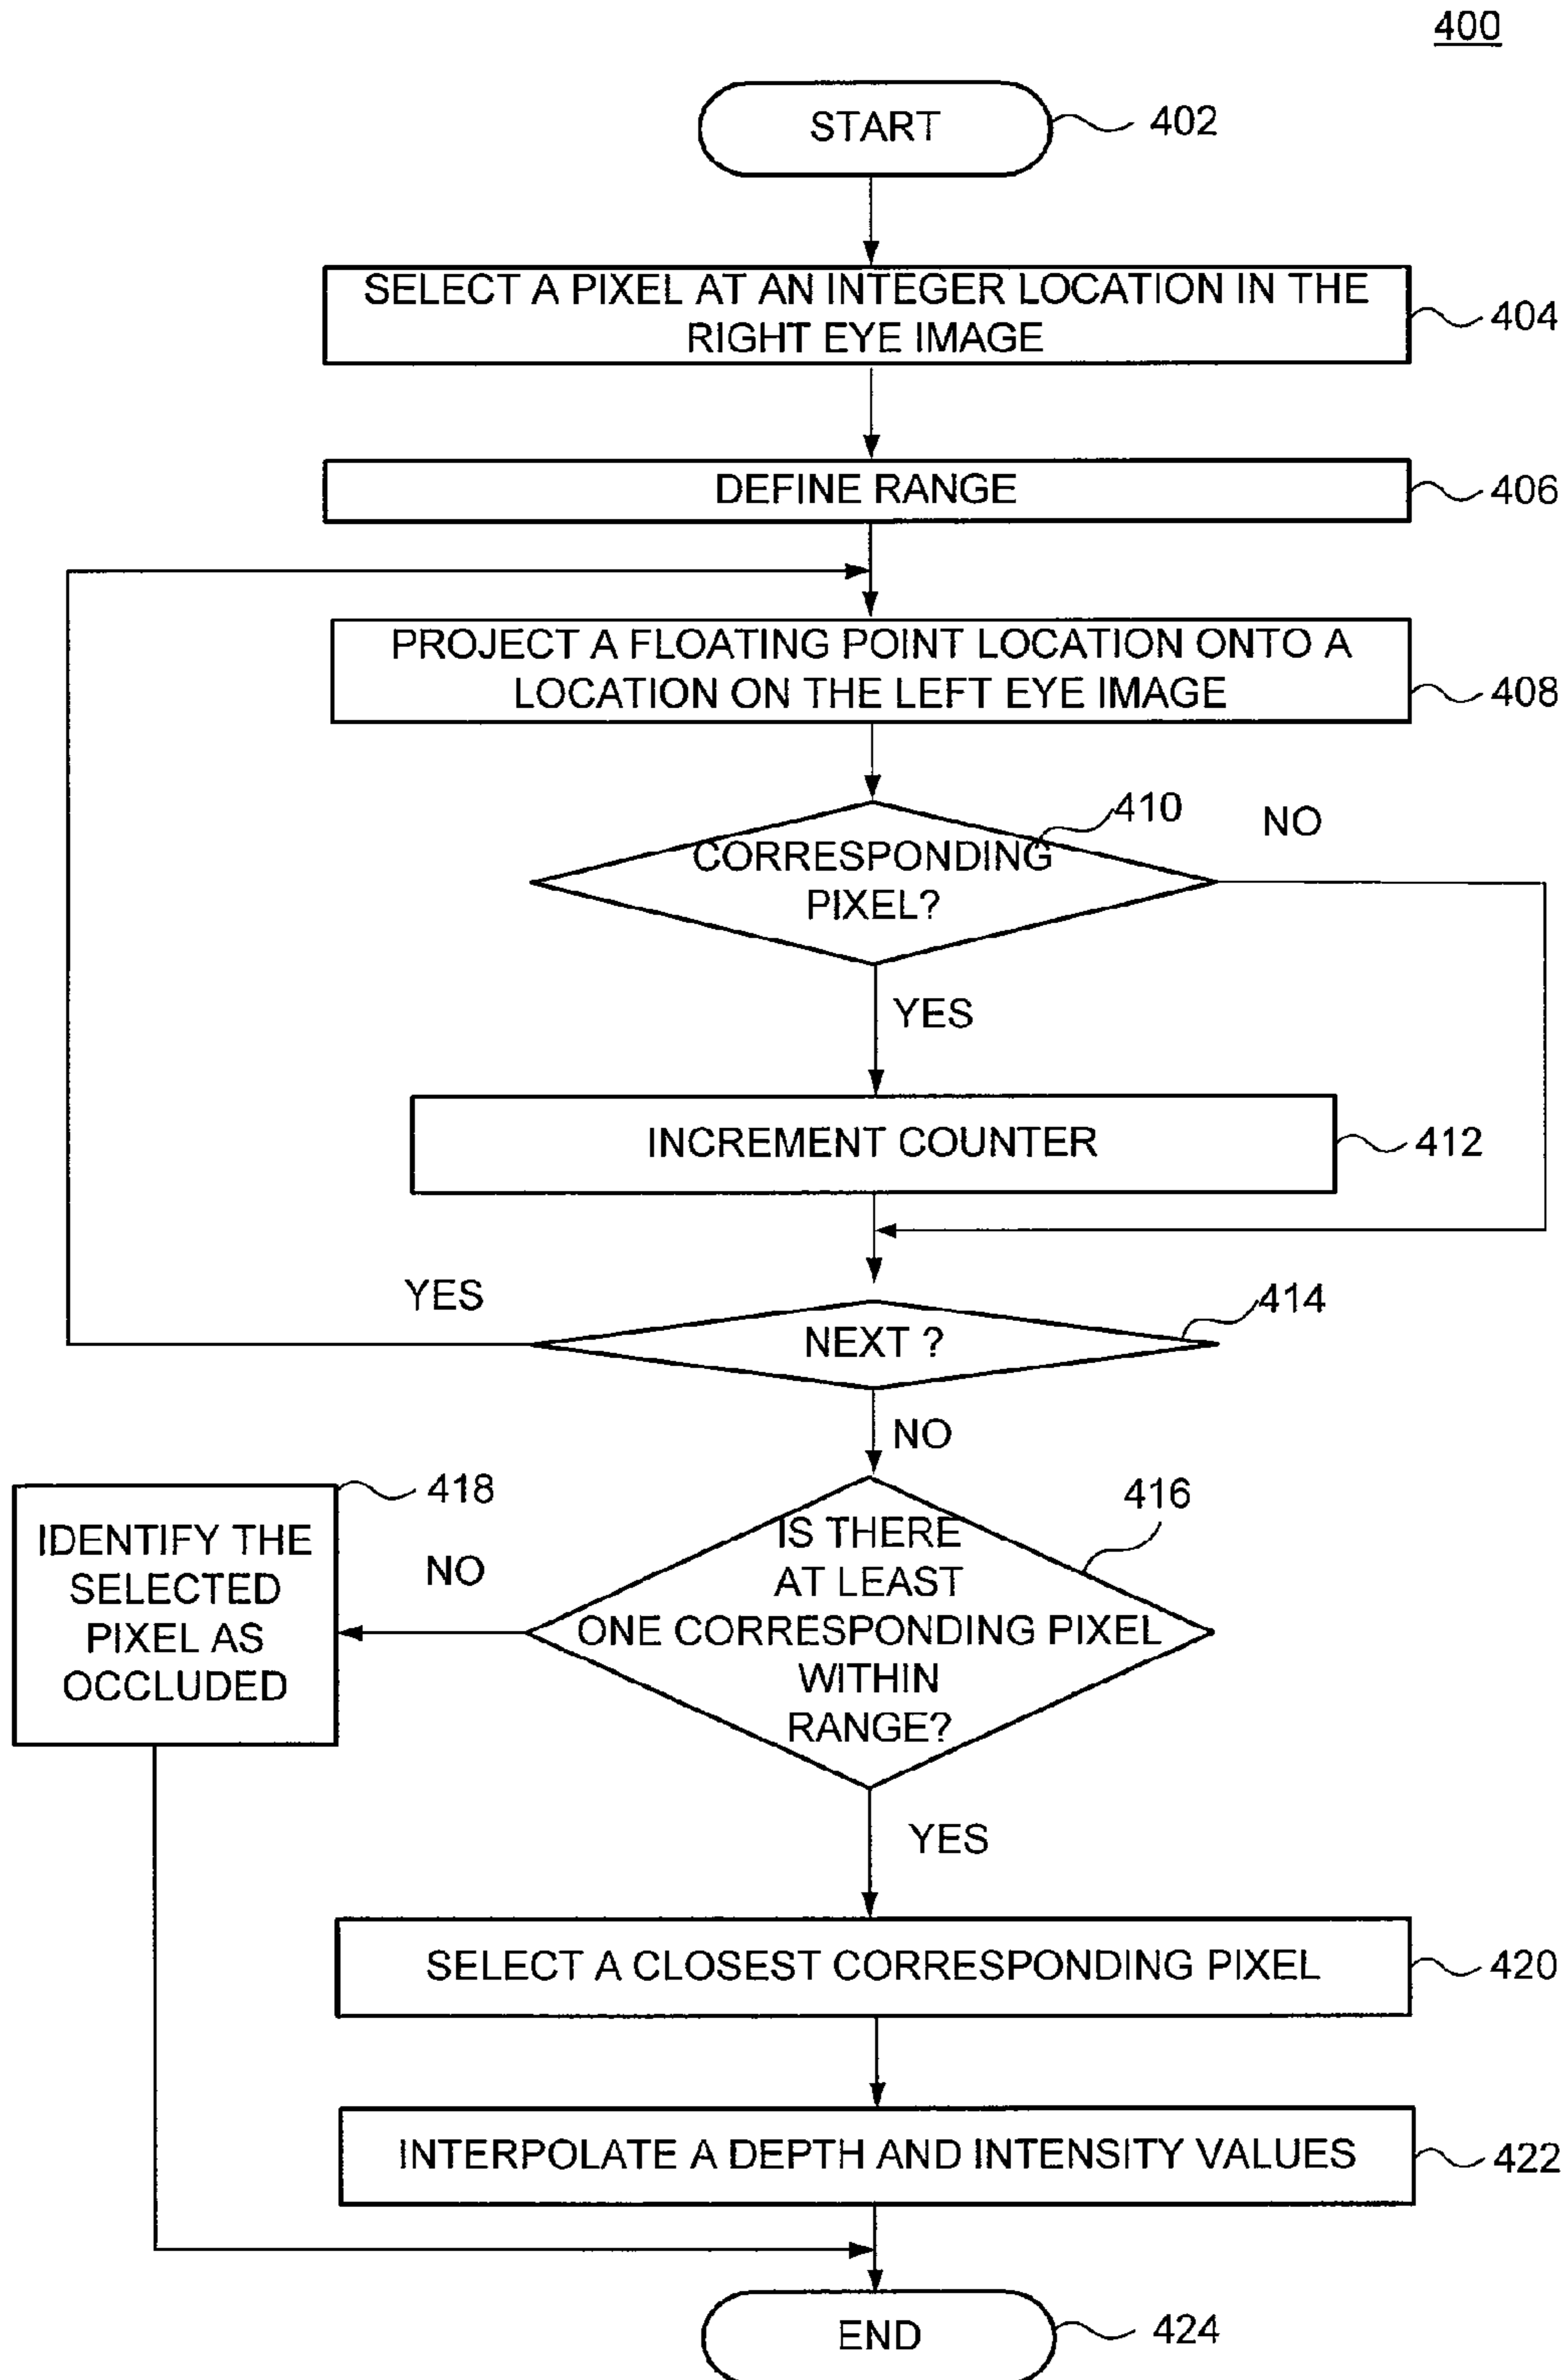 400
START
402
SELECT A PIXEL AT AN INTEGER LOCATION IN THE
RIGHT EYE IMAGE
404
DEFINE RANGE
406
PROJECT A FLOATING POINT LOCATION ONTO A
LOCATION ON THE LEFT EYE IMAGE
408
410
NO
CORRESPONDING
PIXEL?
YES
INCREMENT COUNTER
412
YES
414
NEXT ?
NO
418
416
IDENTIFY THE
SELECTED
PIXEL AS
OCCLUDED
NO
IS THERE
AT LEAST
ONE CORRESPONDING PIXEL
WITHIN
RANGE?
YES
SELECT A CLOSEST CORRESPONDING PIXEL
420
INTERPOLATE A DEPTH AND INTENSITY VALUES
422
END
424